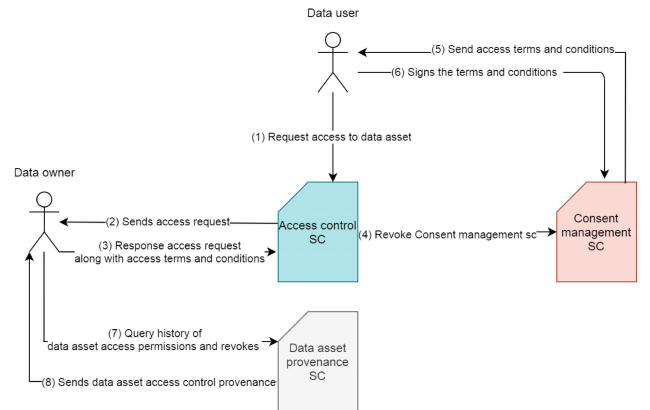 Data user
(5) Send access terms and conditions
(6) Signs the terms and conditions
(1) Request access to data asset
Data owner
(2) Sends access request
(3) Response access request
along with access terms and conditions
Access control
SC
(4) Revoke Consent management sc
Consent
management
SC
(7) Query history of
data asset access permissions and revokes
(8) Sends data asset access control provenance
Data asset
provenance
SC